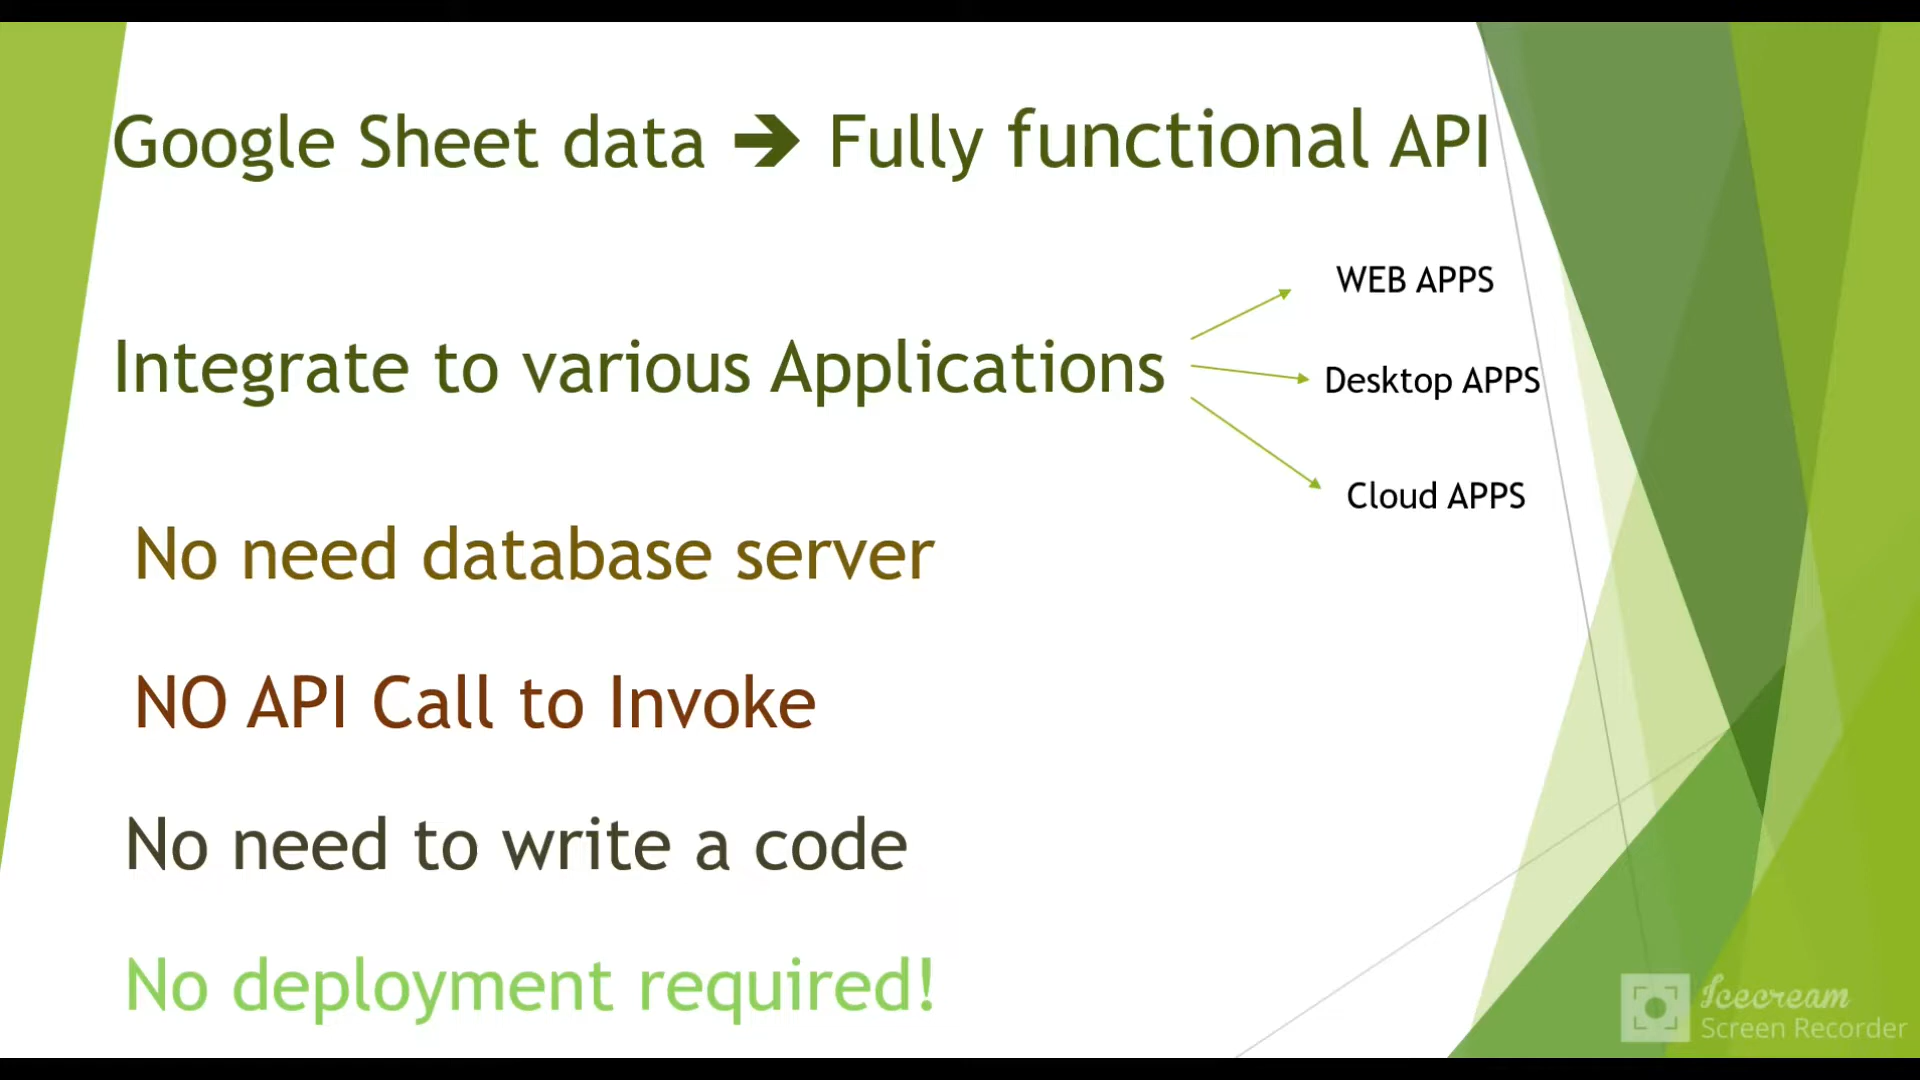 Google Sheet data ➔ Fully functional API
WEB APPS
Integrate to various Applications
Desktop APPS
Cloud APPS
No need database server
NO API Call to Invoke
No need to write a code
No deployment required!
Icecream
Screen Recorder